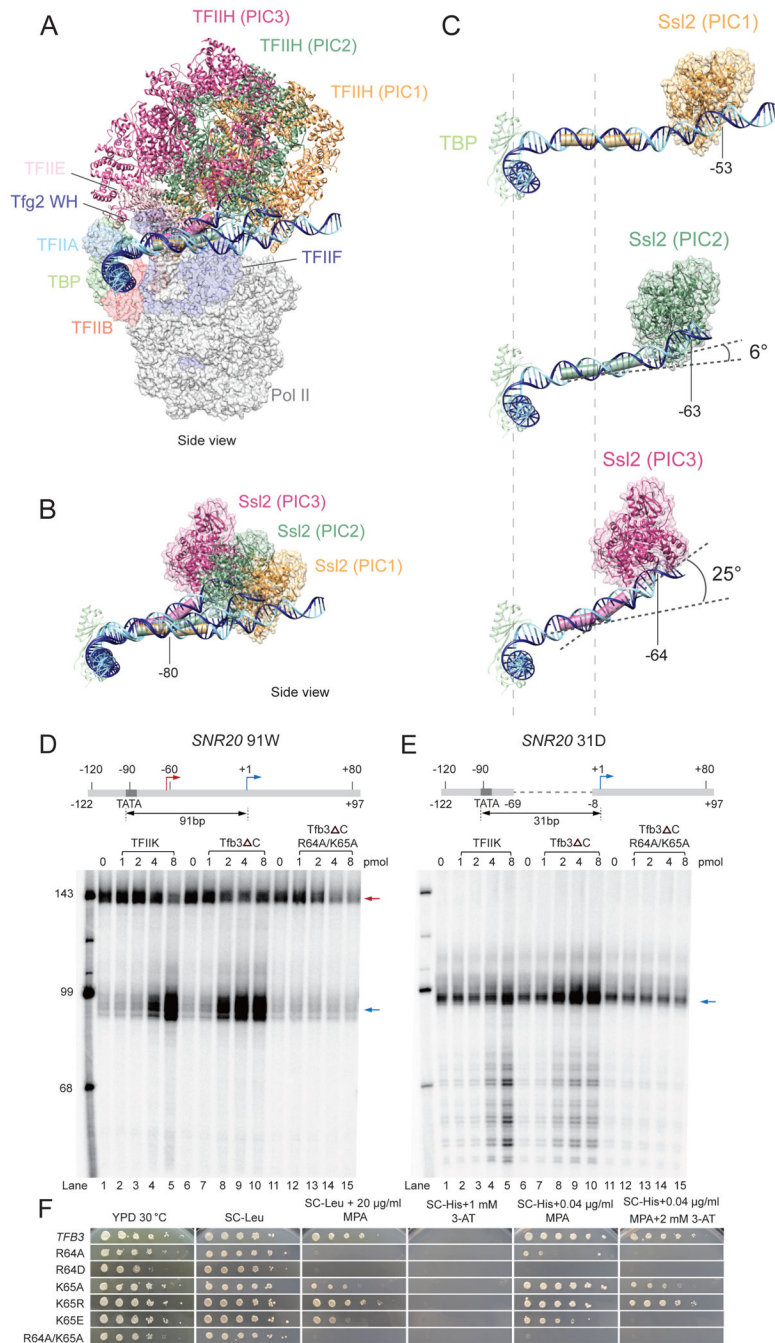 A
TFIIH (PIC3)
TFIIH (PIC2)
TFIIH (PIC1)
TFIIE
Tfg2 WH
TFIIA
TBP
TFIIB
TFIIF
Pol II
Side view
B
Ssl2 (PIC3)
Ssl2 (PIC2)
Ssl2 (PIC1)
-80
Side view
C
Ssl2 (PIC1)
TBP
-53
Ssl2 (PIC2)
6°
-63
Ssl2 (PIC3)
25°
-64
D
SNR20 91W
-120 -90 -60 +1 +80
-122 TATA +97
91bp
TFIIK Tfb3ΔC Tfb3ΔC R64A/K65A
0 1 2 4 8 0 1 2 4 8 0 1 2 4 8 pmol
143
99
68
Lane 1 2 3 4 5 6 7 8 9 10 11 12 13 14 15
E
SNR20 31D
-120 -90 +1 +80
-122 TATA -69 -8 +97
31bp
TFIIK Tfb3ΔC Tfb3ΔC R64A/K65A
0 1 2 4 8 0 1 2 4 8 0 1 2 4 8 pmol
Lane 1 2 3 4 5 6 7 8 9 10 11 12 13 14 15
F
YPD 30 °C
SC-Leu
SC-Leu + 20 µg/ml
MPA
SC-His+1 mM
3-AT
SC-His+0.04 µg/ml
MPA
SC-His+0.04 µg/ml
MPA+2 mM 3-AT
TFB3
R64A
R64D
K65A
K65R
K65E
R64A/K65A